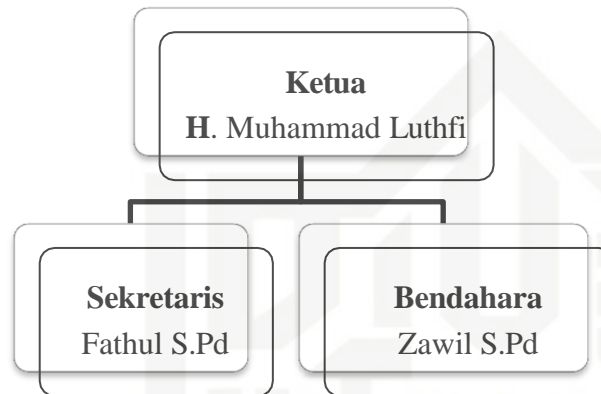 Ketua
H. Muhammad Luthfi
Sekretaris
Fathul S.Pd
Bendahara
Zawil S.Pd